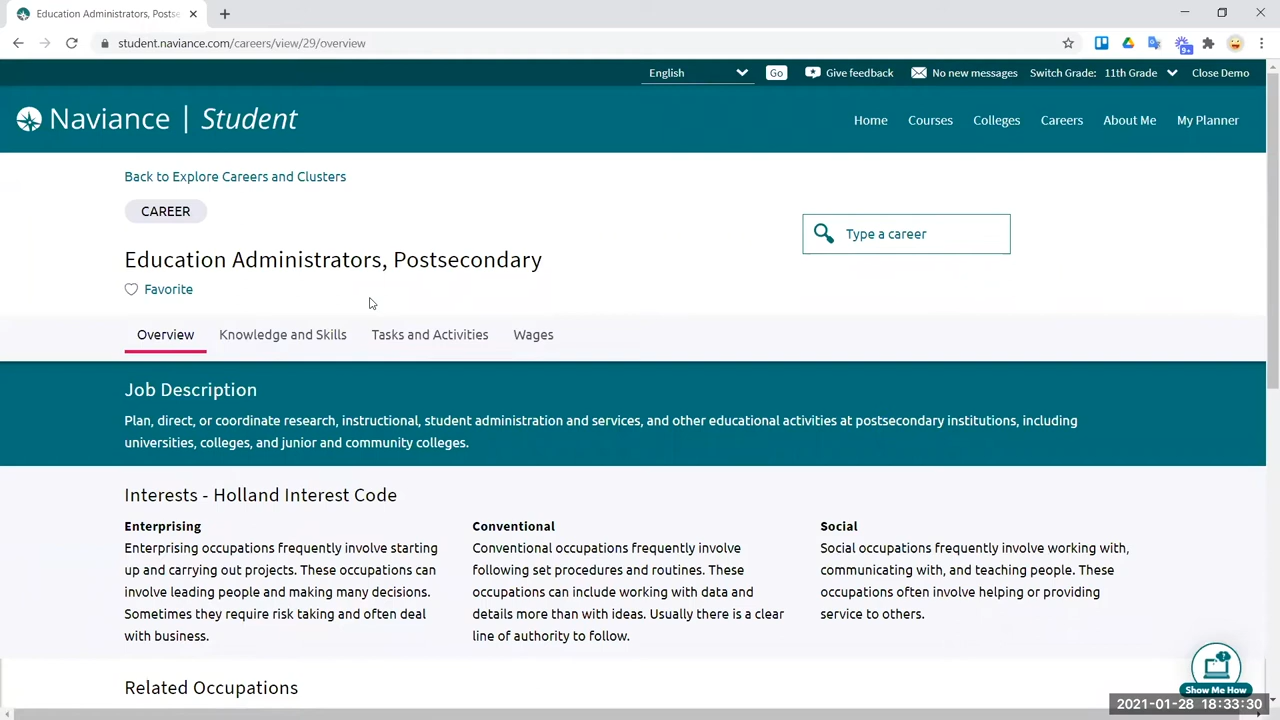 Education Administrators, Postse
student.naviance.com/careers/view/29/overview
9+
English
Go
Give feedback
No new messages
Switch Grade:
11th Grade
Close Demo
Naviance | Student
Home
Courses
Colleges
Careers
About Me
My Planner
Back to Explore Careers and Clusters
CAREER
Type a career
Education Administrators, Postsecondary
Favorite
Overview
Knowledge and Skills
Tasks and Activities
Wages
Job Description
Plan, direct, or coordinate research, instructional, student administration and services, and other educational activities at postsecondary institutions, including
universities, colleges, and junior and community colleges.
Interests - Holland Interest Code
Enterprising
Enterprising occupations frequently involve starting
up and carrying out projects. These occupations can
involve leading people and making many decisions.
Sometimes they require risk taking and often deal
with business.
Conventional
Conventional occupations frequently involve
following set procedures and routines. These
occupations can include working with data and
details more than with ideas. Usually there is a clear
line of authority to follow.
Social
Social occupations frequently involve working with,
communicating with, and teaching people. These
occupations often involve helping or providing
service to others.
Related Occupations
Show Me How
2021-01-28 18:33:30